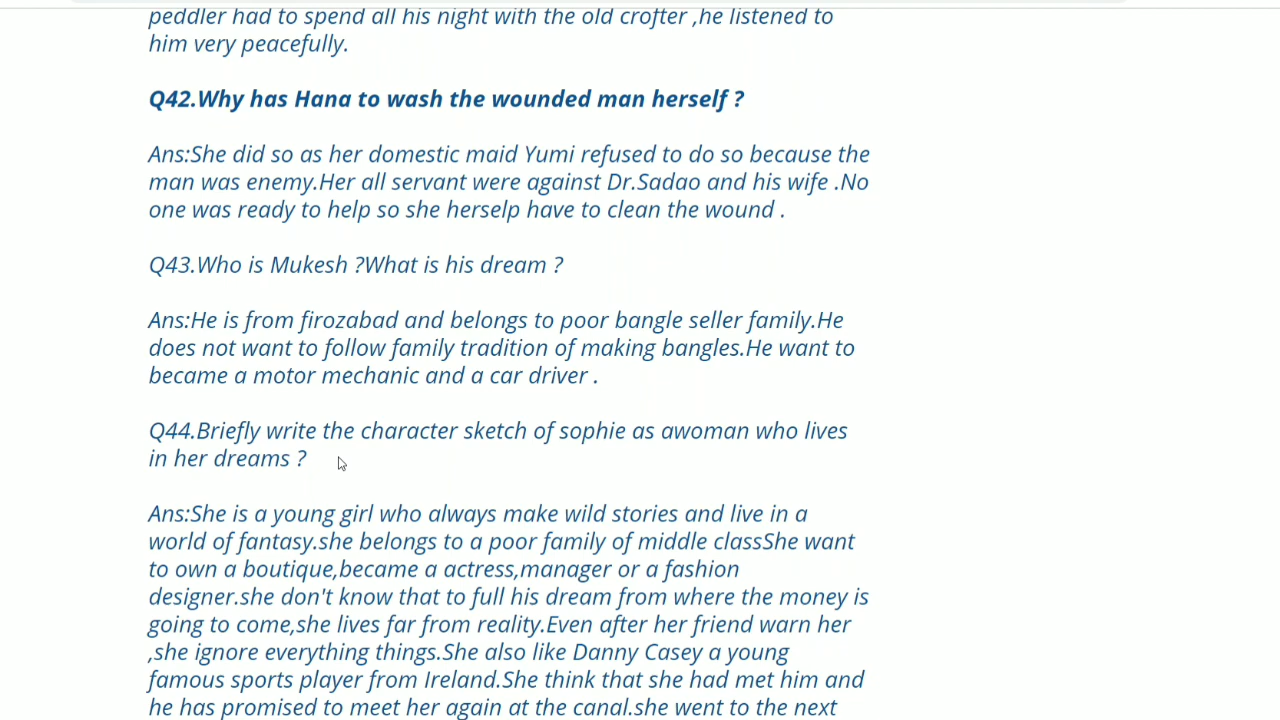 peddler had to spend all his night with the old crofter ,he listened to
him very peacefully.
Q42.Why has Hana to wash the wounded man herself ?
Ans:She did so as her domestic maid Yumi refused to do so because the
man was enemy.Her all servant were against Dr.Sadao and his wife .No
one was ready to help so she herselp have to clean the wound .
Q43.Who is Mukesh ?What is his dream ?
Ans:He is from firozabad and belongs to poor bangle seller family.He
does not want to follow family tradition of making bangles.He want to
became a motor mechanic and a car driver .
Q44.Briefly write the character sketch of sophie as awoman who lives
in her dreams ?
Ans:She is a young girl who always make wild stories and live in a
world of fantasy.she belongs to a poor family of middle classShe want
to own a boutique,became a actress,manager or a fashion
designer.she don't know that to full his dream from where the money is
going to come,she lives far from reality.Even after her friend warn her
,she ignore everything things.She also like Danny Casey a young
famous sports player from Ireland.She think that she had met him and
he has promised to meet her again at the canal.she went to the next